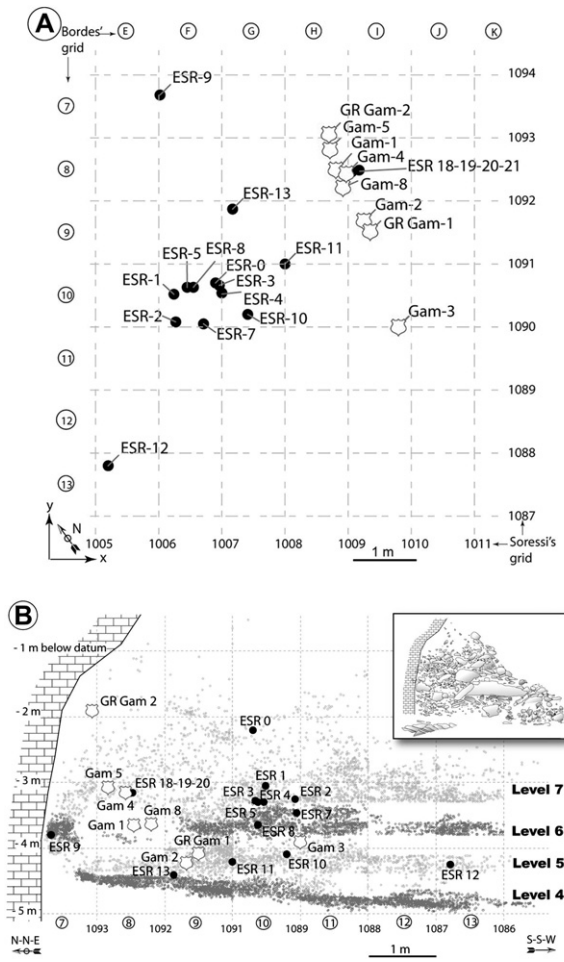 A
Bordes'
grid
E F G H I J K
1094
ESR-9
7
GR Gam-2
1093
Gam-5
Gam-1
Gam-4
8
ESR 18-19-20-21
Gam-8
1092
ESR-13
Gam-2
9
GR Gam-1
ESR-8
ESR-11
ESR-5
1091
ESR-0
ESR-1
ESR-3
10
ESR-4
ESR-2
ESR-10
Gam-3
ESR-7
1090
11
1089
12
ESR-12
1088
13
y
N
1087
x
1005 1006 1007 1008 1009 1010 1011
Soressi's
grid
1 m
B
- 1 m below datum
- 2 m
GR Gam 2
ESR 0
- 3 m
Gam 5
ESR 18-19-20
ESR 1
Level 7
Gam 4
ESR 3
ESR 4
ESR 2
Gam 1
Gam 8
ESR 5
ESR 7
Level 6
ESR 8
- 4 m
ESR 9
GR Gam 1
Gam 3
Gam 2
ESR 10
Level 5
ESR 13
ESR 11
ESR 12
Level 4
- 5 m
7 8 9 10 11 12 13
1093 1092 1091 1090 1089 1088 1087 1086
N-N-E
S-S-W
1 m